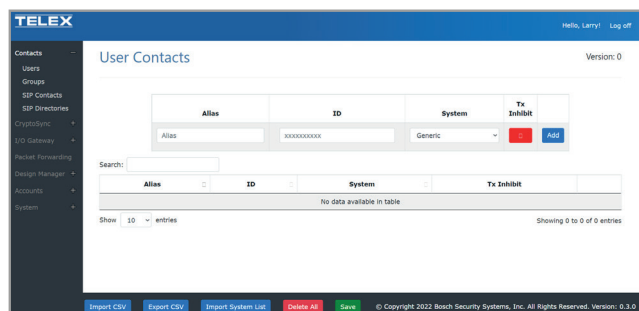 TELEX
Hello, Larry! Log off
Contacts −
Users
Groups
SIP Contacts
SIP Directories
CryptoSync +
I/O Gateway +
Packet Forwarding
Design Manager +
Accounts +
System +
User Contacts
Version: 0
Alias ID System Tx Inhibit
Alias xxxxxxxxxx Generic Add
Search:
Alias ID System Tx Inhibit
No data available in table
Show 10 entries
Showing 0 to 0 of 0 entries
Import CSV Export CSV Import System List Delete All Save © Copyright 2022 Bosch Security Systems, Inc. All Rights Reserved. Version: 0.3.0